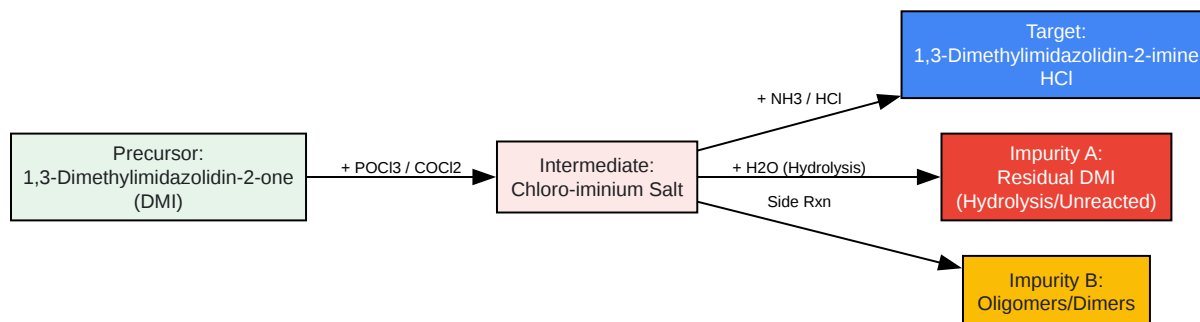 Precursor:
1,3-Dimethylimidazolidin-2-one
(DMI)
+ POCl3 / COCl2
Intermediate:
Chloro-iminium Salt
+ NH3 / HCl
Target:
1,3-Dimethylimidazolidin-2-imine
HCl
+ H2O (Hydrolysis)
Impurity A:
Residual DMI
(Hydrolysis/Unreacted)
Side Rxn
Impurity B:
Oligomers/Dimers